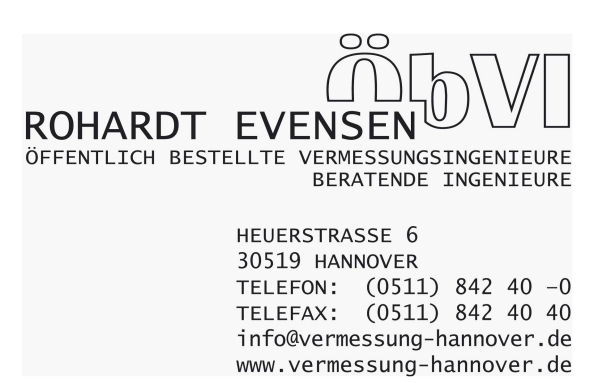 öbVI
ROHARDT EVENSEN
ÖFFENTLICH BESTELLTE VERMESSUNGSINGENIEURE
BERATENDE INGENIEURE
HEUERSTRASSE 6
30519 HANNOVER
TELEFON: (0511) 842 40 –0
TELEFAX: (0511) 842 40 40
info@vermessung-hannover.de
www.vermessung-hannover.de